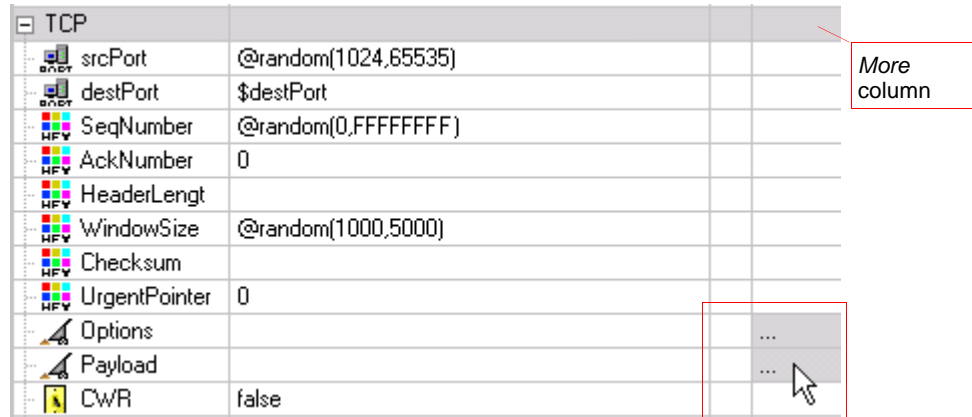 TCP
srcPort @random(1024,65535)
destPort $destPort
SeqNumber @random(0,FFFFFFFF)
AckNumber 0
HeaderLengt
WindowSize @random(1000,5000)
Checksum
UrgentPointer 0
Options ...
Payload ...
CWR false
More
column